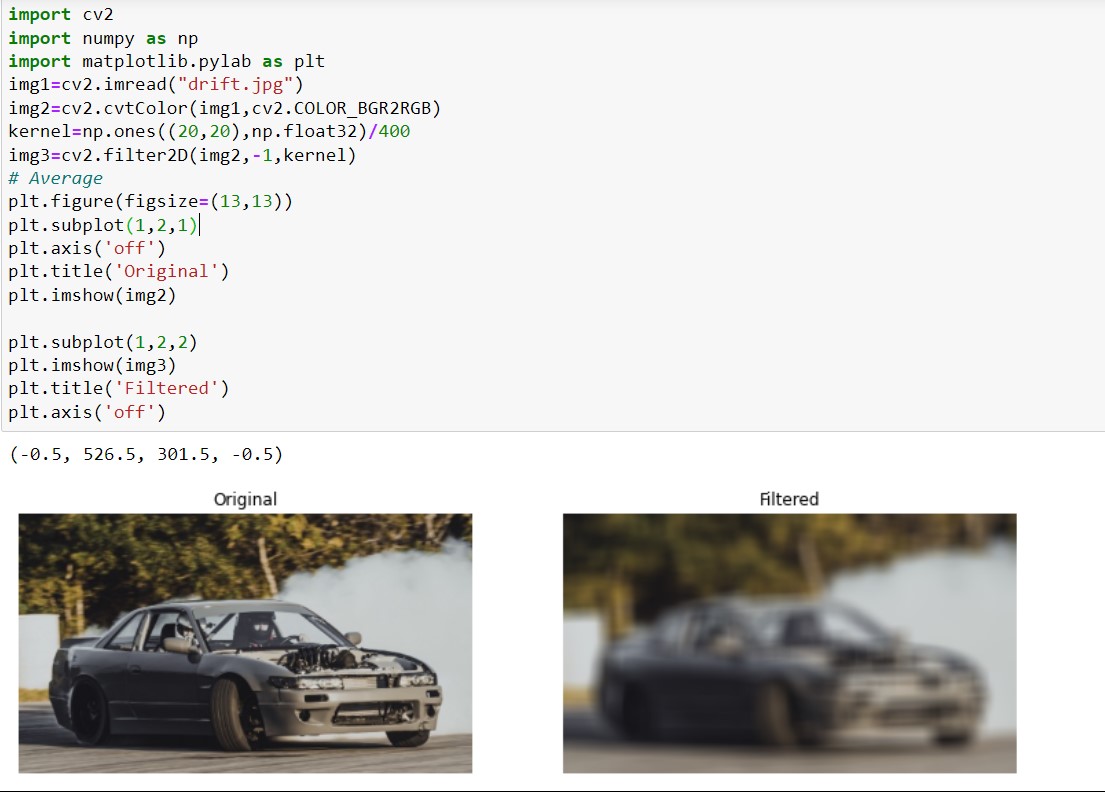 import cv2
import numpy as np
import matplotlib.pylab as plt
img1=cv2.imread("drift.jpg")
img2=cv2.cvtColor(img1,cv2.COLOR_BGR2RGB)
kernel=np.ones((20,20),np.float32)/400
img3=cv2.filter2D(img2,-1,kernel)
# Average
plt.figure(figsize=(13,13))
plt.subplot(1,2,1)
plt.axis('off')
plt.title('Original')
plt.imshow(img2)
plt.subplot(1,2,2)
plt.imshow(img3)
plt.title('Filtered')
plt.axis('off')
(-0.5, 526.5, 301.5, -0.5)
Original
Filtered